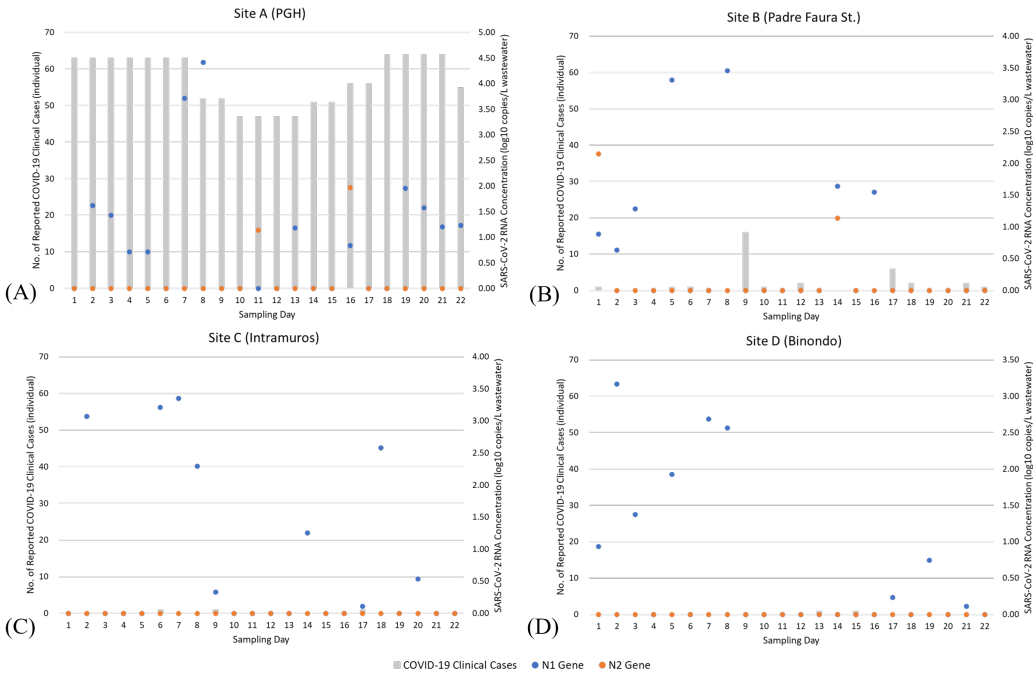 Site A (PGH)
No. of Reported COVID-19 Clinical Cases (individual)
70
60
50
40
30
20
10
0
5.00
4.50
4.00
3.50
3.00
2.50
2.00
1.50
1.00
0.50
0.00
SARS-CoV-2 RNA Concentration (log10 copies/L wastewater)
1 2 3 4 5 6 7 8 9 10 11 12 13 14 15 16 17 18 19 20 21 22
Sampling Day
(A)
Site B (Padre Faura St.)
No. of Reported COVID-19 Clinical Cases (individual)
70
60
50
40
30
20
10
0
4.00
3.50
3.00
2.50
2.00
1.50
1.00
0.50
0.00
SARS-CoV-2 RNA Concentration (log10 copies/L wastewater)
1 2 3 4 5 6 7 8 9 10 11 12 13 14 15 16 17 18 19 20 21 22
Sampling Day
(B)
Site C (Intramuros)
No. of Reported COVID-19 Clinical Cases (individual)
70
60
50
40
30
20
10
0
4.00
3.50
3.00
2.50
2.00
1.50
1.00
0.50
0.00
SARS-CoV-2 RNA Concentration (log10 copies/L wastewater)
1 2 3 4 5 6 7 8 9 10 11 12 13 14 15 16 17 18 19 20 21 22
Sampling Day
(C)
Site D (Binondo)
No. of Reported COVID-19 Clinical Cases (individual)
70
60
50
40
30
20
10
0
3.50
3.00
2.50
2.00
1.50
1.00
0.50
0.00
SARS-CoV-2 RNA Concentration (log10 copies/L wastewater)
1 2 3 4 5 6 7 8 9 10 11 12 13 14 15 16 17 18 19 20 21 22
Sampling Day
(D)
COVID-19 Clinical Cases N1 Gene N2 Gene